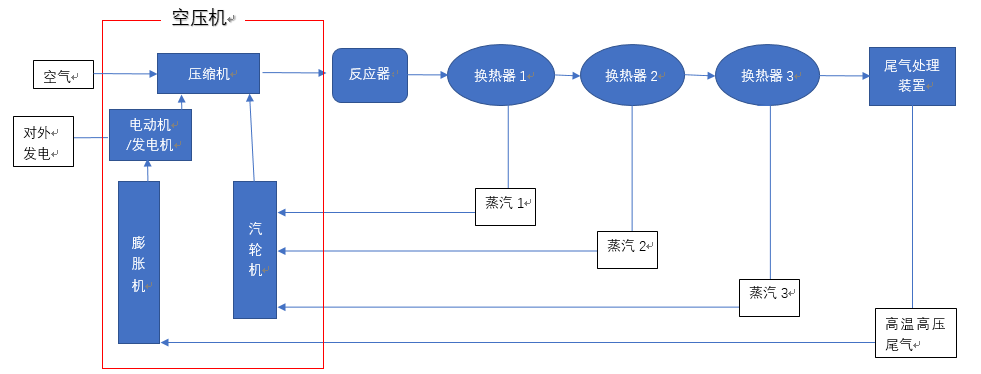 空压机
空气
压缩机
反应器
换热器 1
换热器 2
换热器 3
尾气处理
装置
对外
发电
电动机
/发电机
膨
胀
机
汽
轮
机
蒸汽 1
蒸汽 2
蒸汽 3
高温高压
尾气